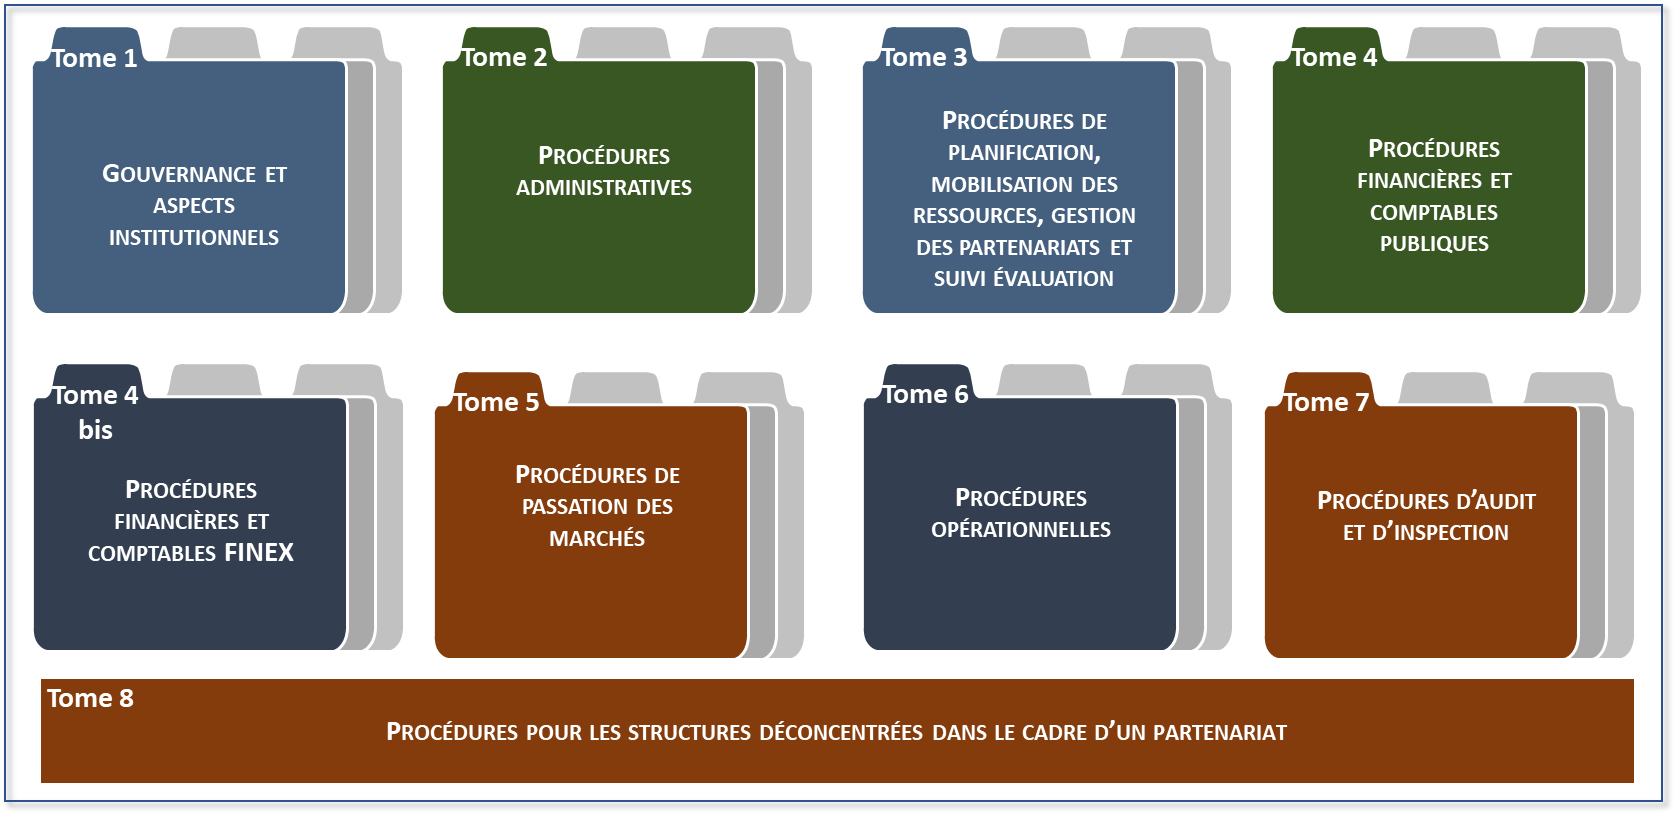 Tome 1
GOUVERNANCE ET
ASPECTS
INSTITUTIONNELS
Tome 2
PROCÉDURES
ADMINISTRATIVES
Tome 3
PROCÉDURES DE
PLANIFICATION,
MOBILISATION DES
RESSOURCES, GESTION
DES PARTENARIATS ET
SUIVI ÉVALUATION
Tome 4
PROCÉDURES
FINANCIÈRES ET
COMPTABLES
PUBLIQUES
Tome 4
bis
PROCÉDURES
FINANCIÈRES ET
COMPTABLES FINEX
Tome 5
PROCÉDURES DE
PASSATION DES
MARCHÉS
Tome 6
PROCÉDURES
OPÉRATIONNELLES
Tome 7
PROCÉDURES D’AUDIT
ET D’INSPECTION
Tome 8
PROCÉDURES POUR LES STRUCTURES DÉCONCENTRÉES DANS LE CADRE D’UN PARTENARIAT